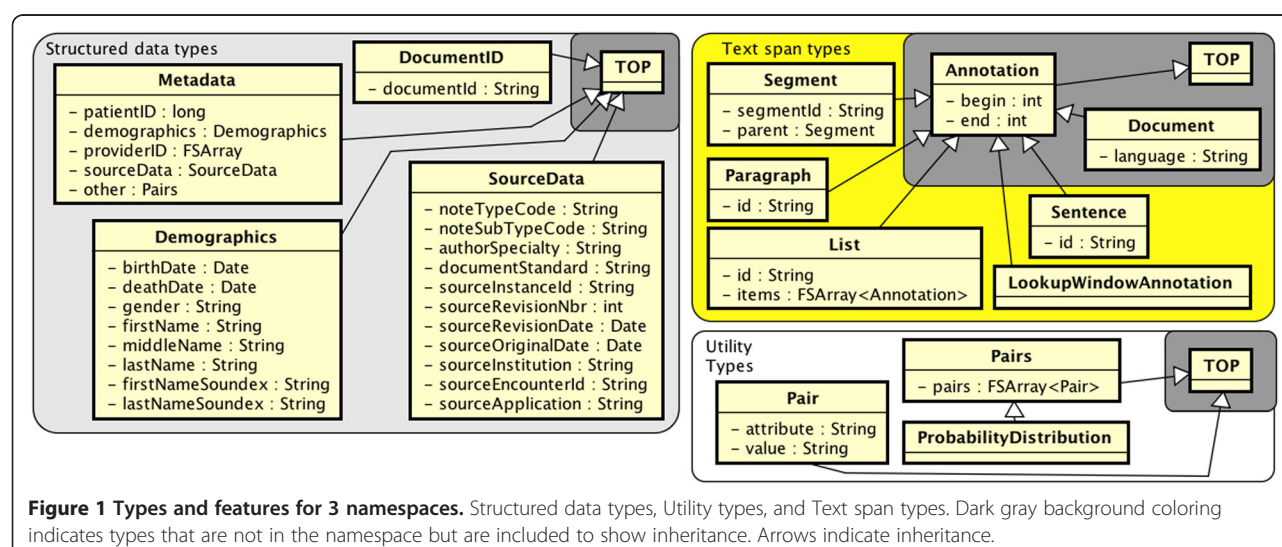 Structured data types
DocumentID
– documentId : String
TOP
Metadata
– patientID : long
– demographics : Demographics
– providerID : FSArray
– sourceData : SourceData
– other : Pairs
Demographics
– birthDate : Date
– deathDate : Date
– gender : String
– firstName : String
– middleName : String
– lastName : String
– firstNameSoundex : String
– lastNameSoundex : String
SourceData
– noteTypeCode : String
– noteSubTypeCode : String
– authorSpecialty : String
– documentStandard : String
– sourceInstanceId : String
– sourceRevisionNbr : int
– sourceRevisionDate : Date
– sourceOriginalDate : Date
– sourceInstitution : String
– sourceEncounterId : String
– sourceApplication : String
Text span types
Segment
– segmentId : String
– parent : Segment
Annotation
– begin : int
– end : int
TOP
Document
– language : String
Paragraph
– id : String
List
– id : String
– items : FSArray<Annotation>
Sentence
– id : String
LookupWindowAnnotation
Utility
Types
Pair
– attribute : String
– value : String
Pairs
– pairs : FSArray<Pair>
ProbabilityDistribution
TOP
Figure 1 Types and features for 3 namespaces. Structured data types, Utility types, and Text span types. Dark gray background coloring
indicates types that are not in the namespace but are included to show inheritance. Arrows indicate inheritance.